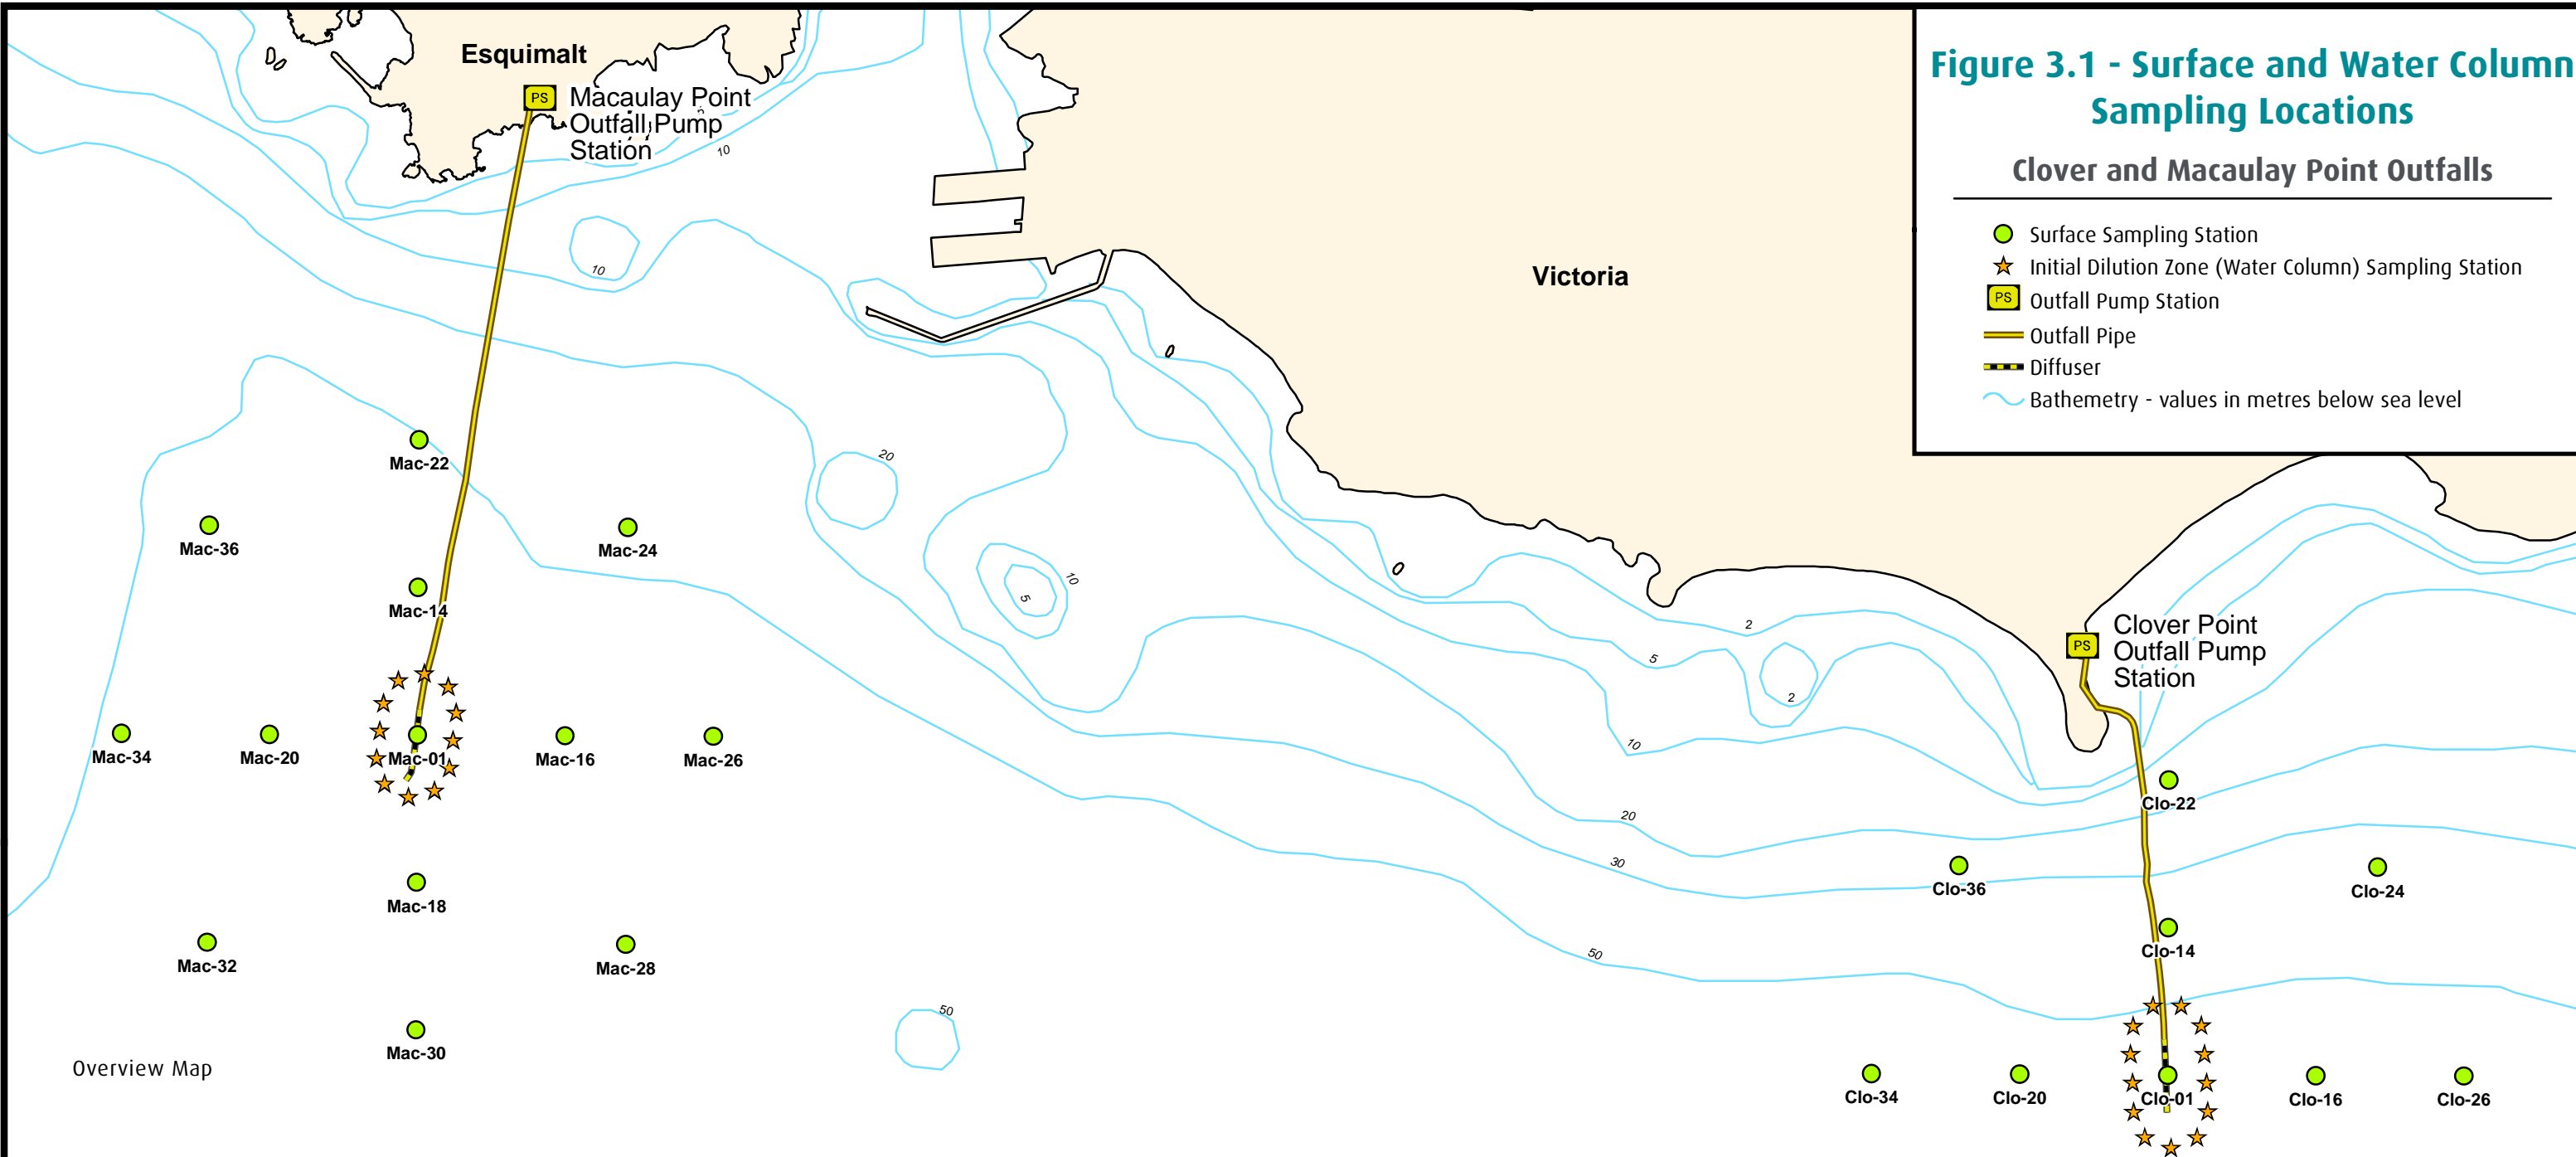 Figure 3.1 - Surface and Water Column
Sampling Locations
Clover and Macaulay Point Outfalls
Surface Sampling Station
Initial Dilution Zone (Water Column) Sampling Station
PS Outfall Pump Station
Outfall Pipe
Diffuser
Bathemetry - values in metres below sea level
Esquimalt
PS
Macaulay Point
Outfall Pump
Station
5
10
10
Victoria
20
10
5
2
5
2
10
20
30
50
50
Mac-22
Mac-36
Mac-24
Mac-14
Mac-34
Mac-20
Mac-01
Mac-16
Mac-26
Mac-18
Mac-32
Mac-28
Mac-30
Overview Map
PS
Clover Point
Outfall Pump
Station
Clo-22
Clo-36
Clo-24
Clo-14
Clo-34
Clo-20
Clo-01
Clo-16
Clo-26